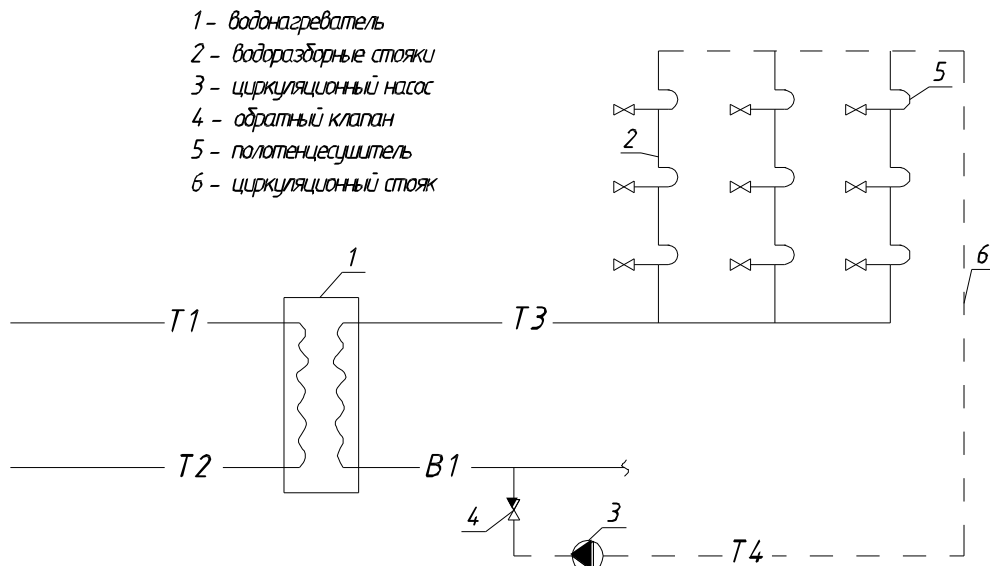 1 - водонагреватель
2 - водоразборные стояки
3 - циркуляционный насос
4 - обратный клапан
5 - полотенцесушитель
6 - циркуляционный стояк
5
2
6
1
Т1
Т3
Т2
В1
4
3
Т4